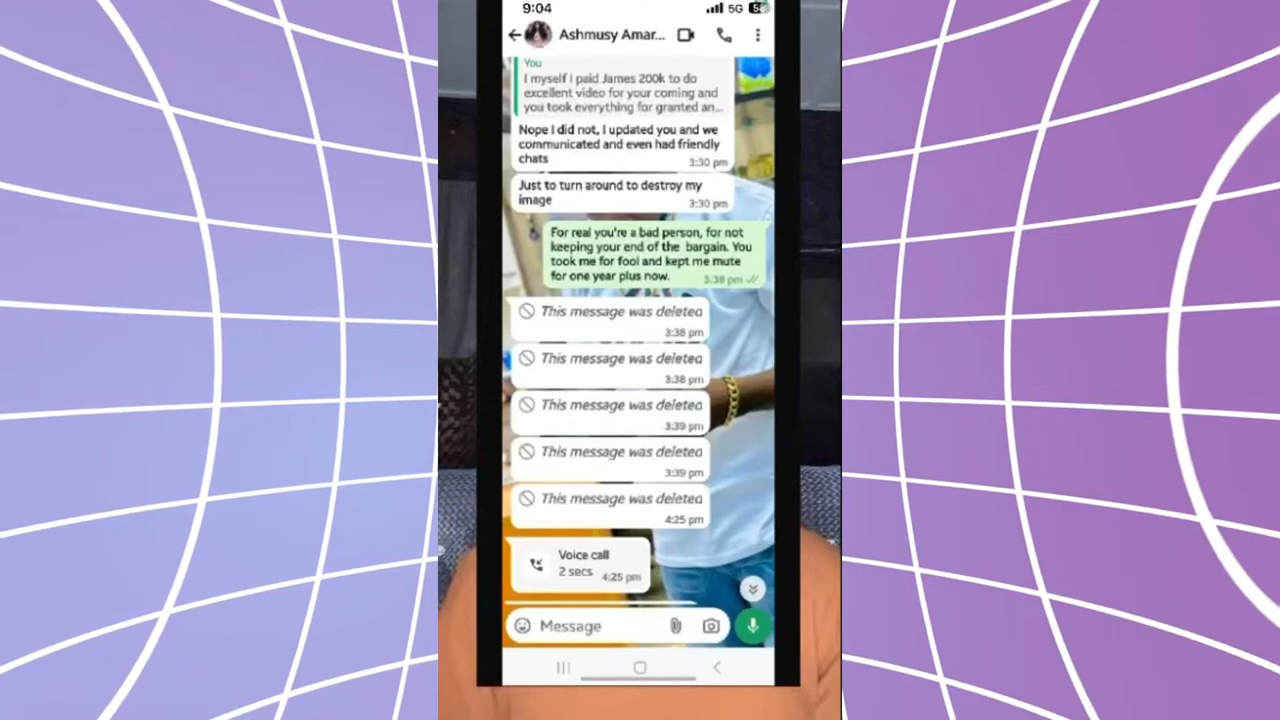 9:04
5G
Ashmusy Amar...
You
I myself I paid James 200k to do
excellent video for your coming and
you took everything for granted an...
Nope I did not, I updated you and we
communicated and even had friendly
chats
3:30 pm
Just to turn around to destroy my
image
3:30 pm
For real you're a bad person, for not
keeping your end of the bargain. You
took me for fool and kept me mute
for one year plus now.
3:38 pm
This message was deleted
3:38 pm
This message was deleted
3:38 pm
This message was deleted
3:39 pm
This message was deleted
3:39 pm
This message was deleted
4:25 pm
Voice call
2 secs
4:25 pm
Message